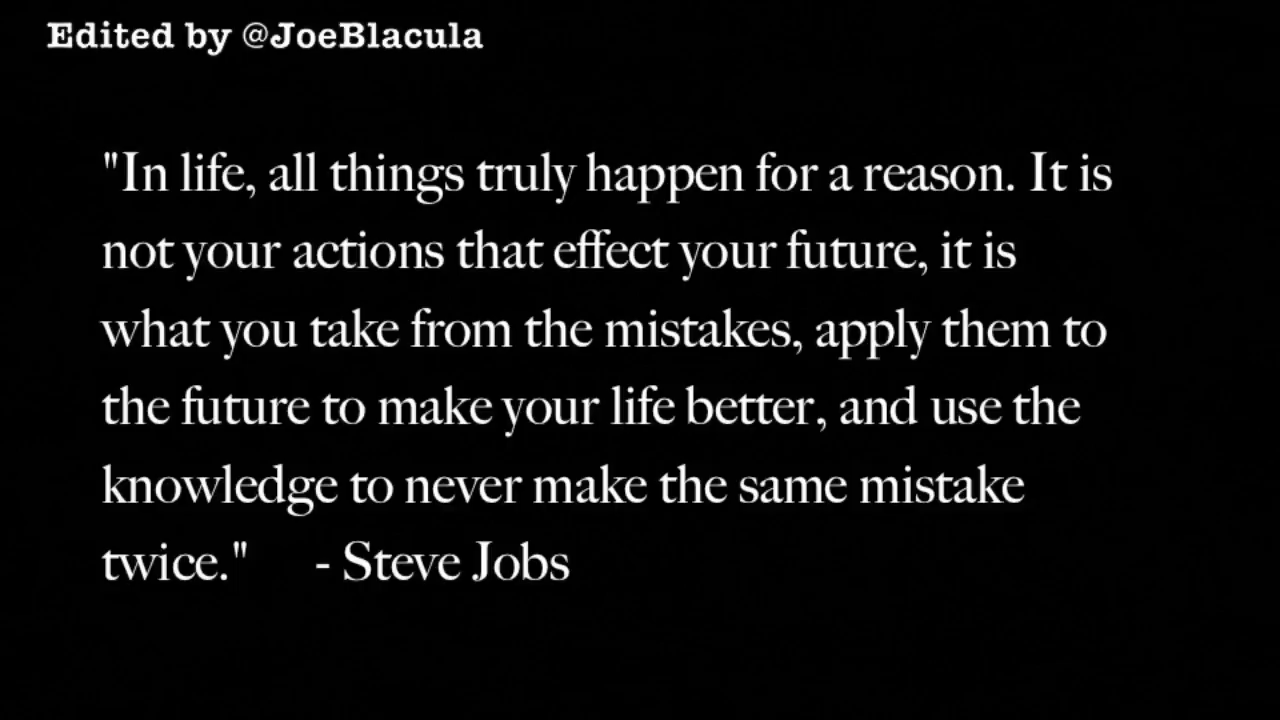 Edited by @JoeBlacula
"In life, all things truly happen for a reason. It is
not your actions that effect your future, it is
what you take from the mistakes, apply them to
the future to make your life better, and use the
knowledge to never make the same mistake
twice." - Steve Jobs